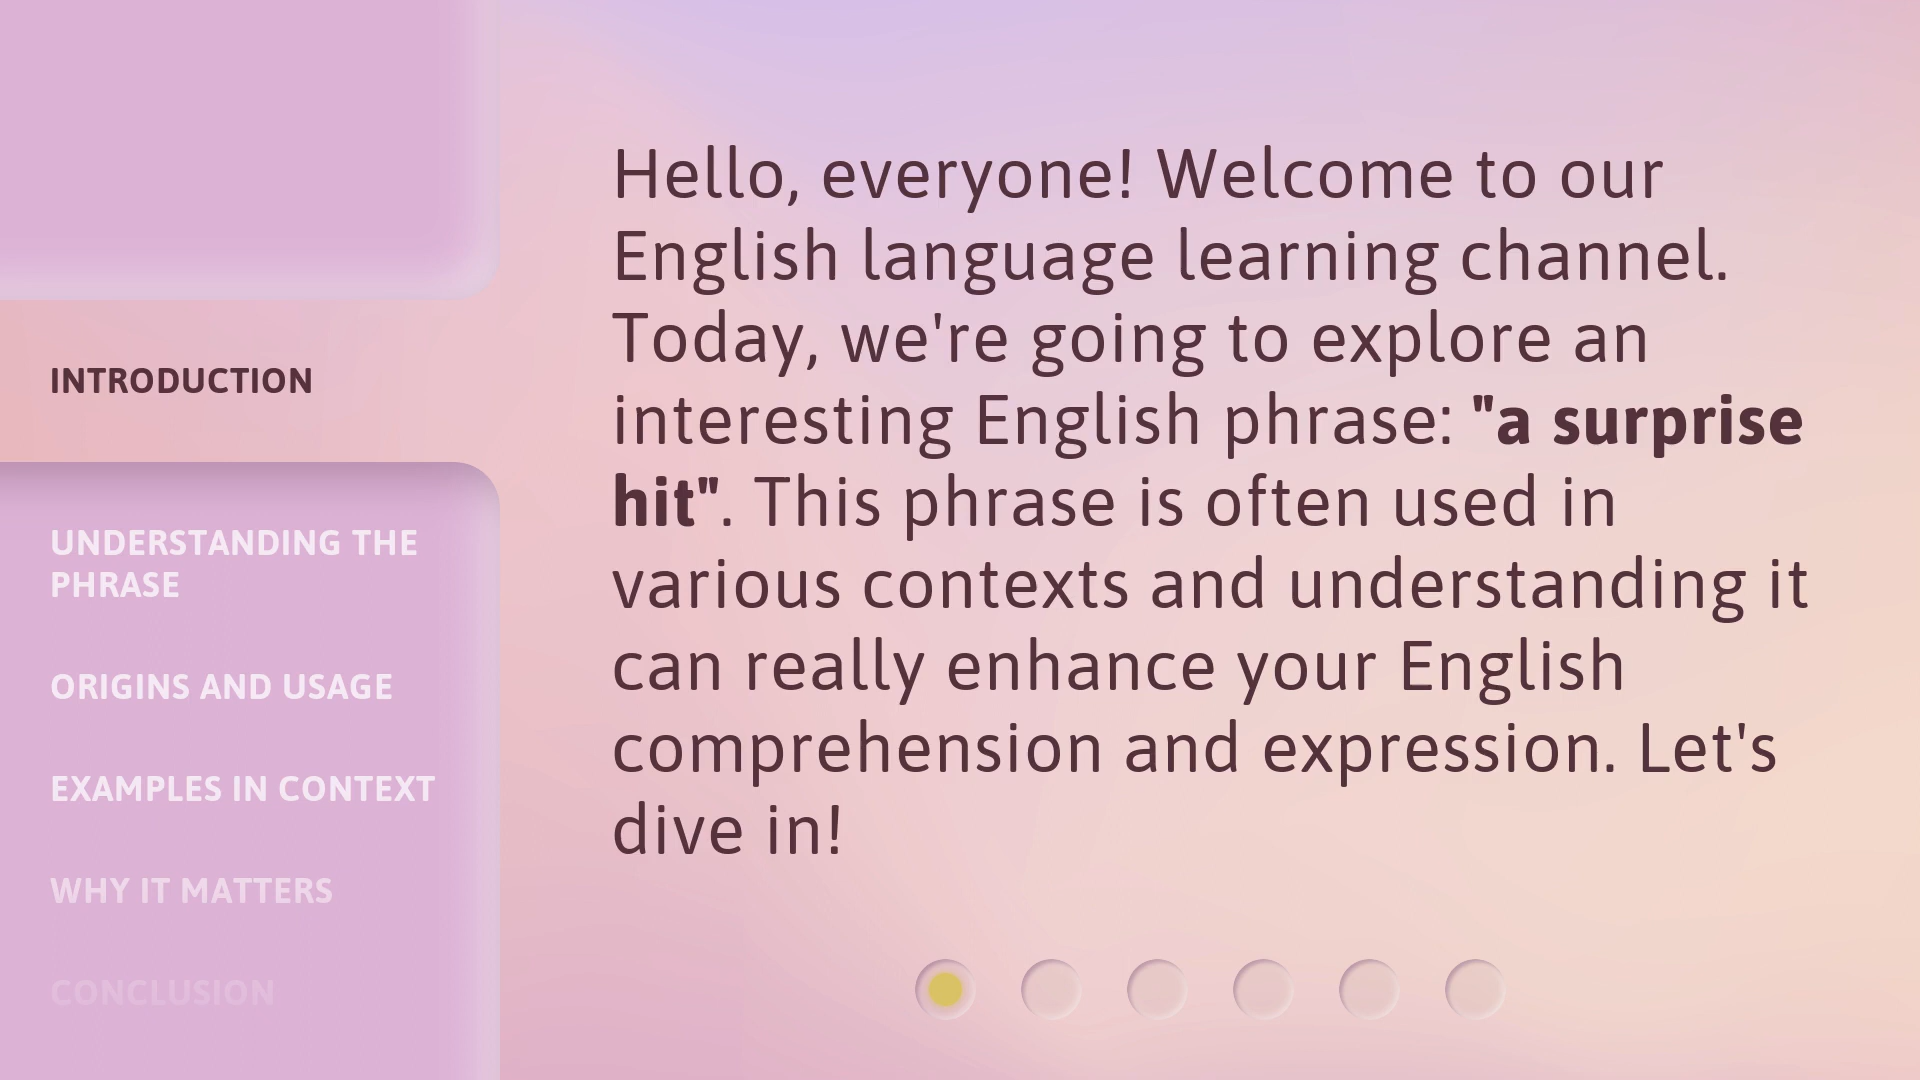 INTRODUCTION
UNDERSTANDING THE
PHRASE
ORIGINS AND USAGE
EXAMPLES IN CONTEXT
WHY IT MATTERS
CONCLUSION
Hello, everyone! Welcome to our
English language learning channel.
Today, we're going to explore an
interesting English phrase: "a surprise
hit". This phrase is often used in
various contexts and understanding it
can really enhance your English
comprehension and expression. Let's
dive in!